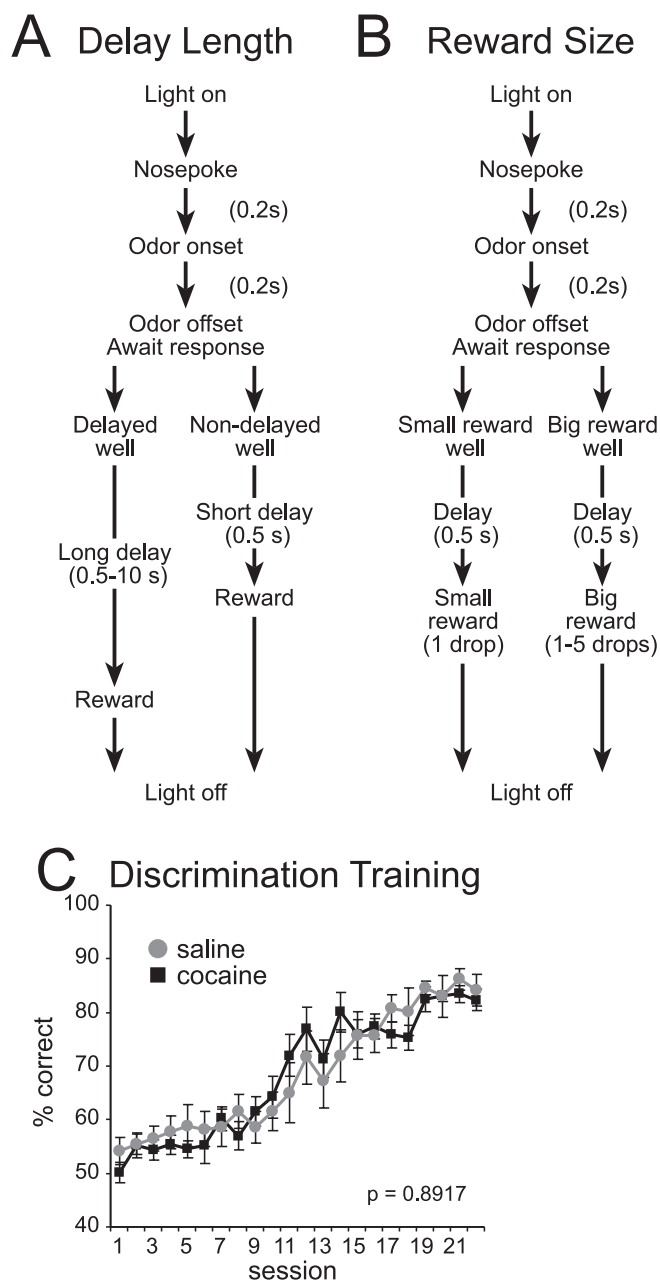 A Delay Length
Light on
Nosepoke
(0.2s)
Odor onset
(0.2s)
Odor offset
Await response
Delayed
well
Non-delayed
well
Long delay
(0.5-10 s)
Short delay
(0.5 s)
Reward
Reward
Light off
B Reward Size
Light on
Nosepoke
(0.2s)
Odor onset
(0.2s)
Odor offset
Await response
Small reward
well
Big reward
well
Delay
(0.5 s)
Delay
(0.5 s)
Small
reward
(1 drop)
Big
reward
(1-5 drops)
Light off
C Discrimination Training
100
90
80
70
60
50
40
% correct
saline
cocaine
p = 0.8917
1 3 5 7 9 11 13 15 17 19 21
session